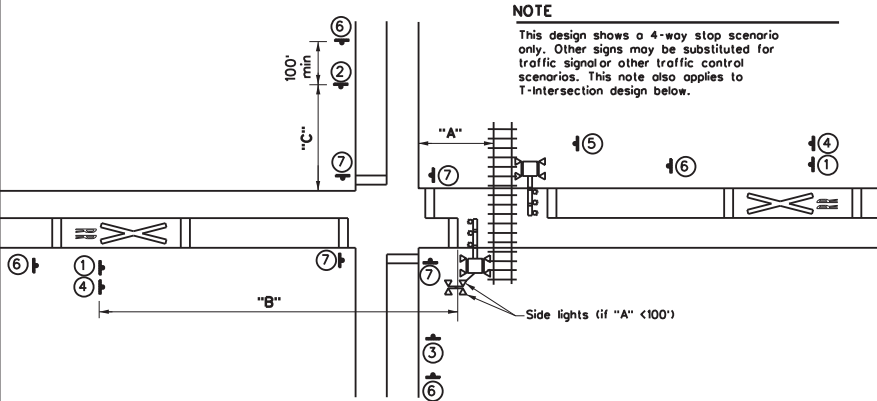 NOTE
This design shows a 4-way stop scenario
only. Other signs may be substituted for
traffic signal or other traffic control
scenarios. This note also applies to
T-Intersection design below.
6
100'
min
2
"C"
7
"A"
5
4
7
6
1
6
1
7
7
4
"B"
Side lights (if "A" <100')
3
6